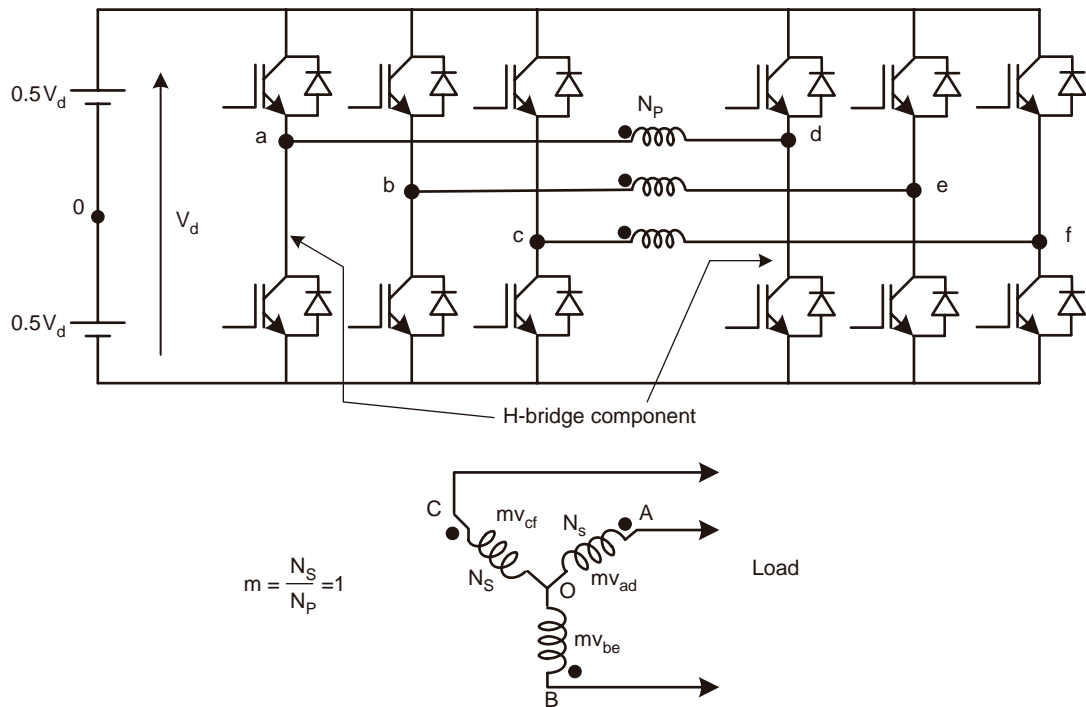 0.5V_d
N_P
a
d
b
e
0
V_d
c
f
0.5V_d
H-bridge component
C
mv_cf
N_s
A
m = N_S/N_P =1
N_S
O
mv_ad
Load
mv_be
B